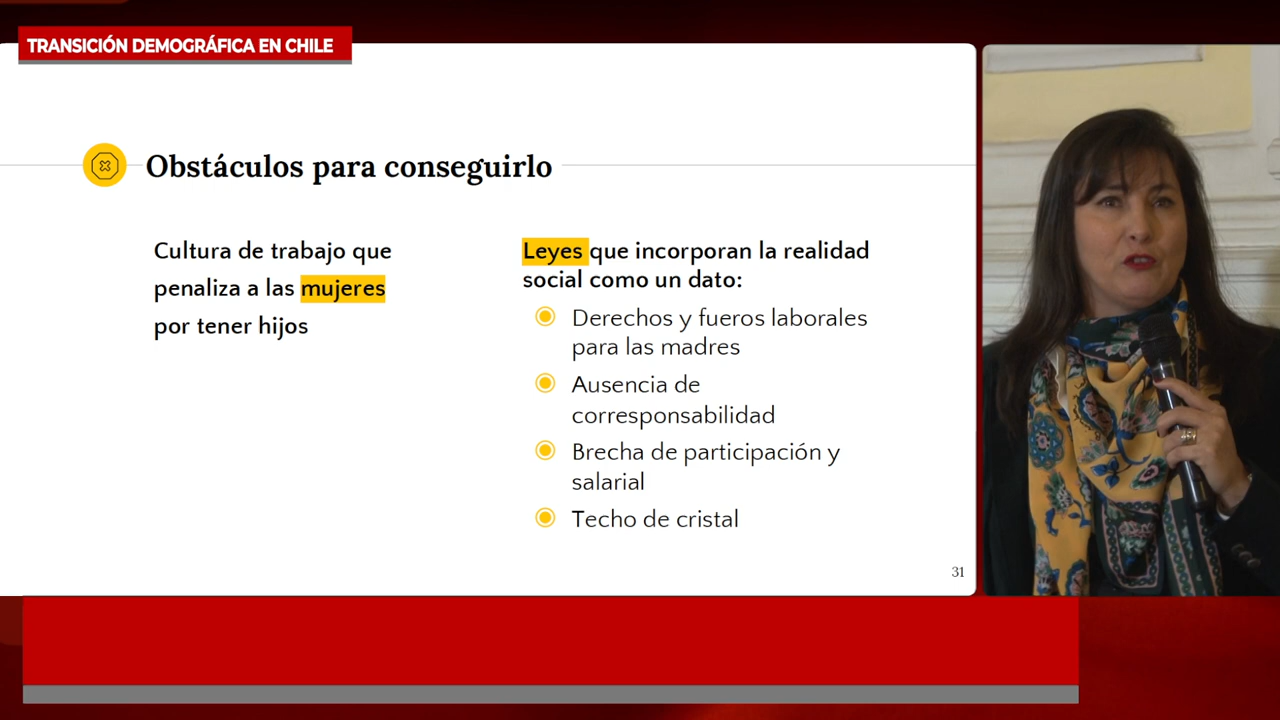 TRANSICIÓN DEMOGRÁFICA EN CHILE
Obstáculos para conseguirlo
Cultura de trabajo que
penaliza a las mujeres
por tener hijos
Leyes que incorporan la realidad
social como un dato:
Derechos y fueros laborales
para las madres
Ausencia de
corresponsabilidad
Brecha de participación y
salarial
Techo de cristal
31